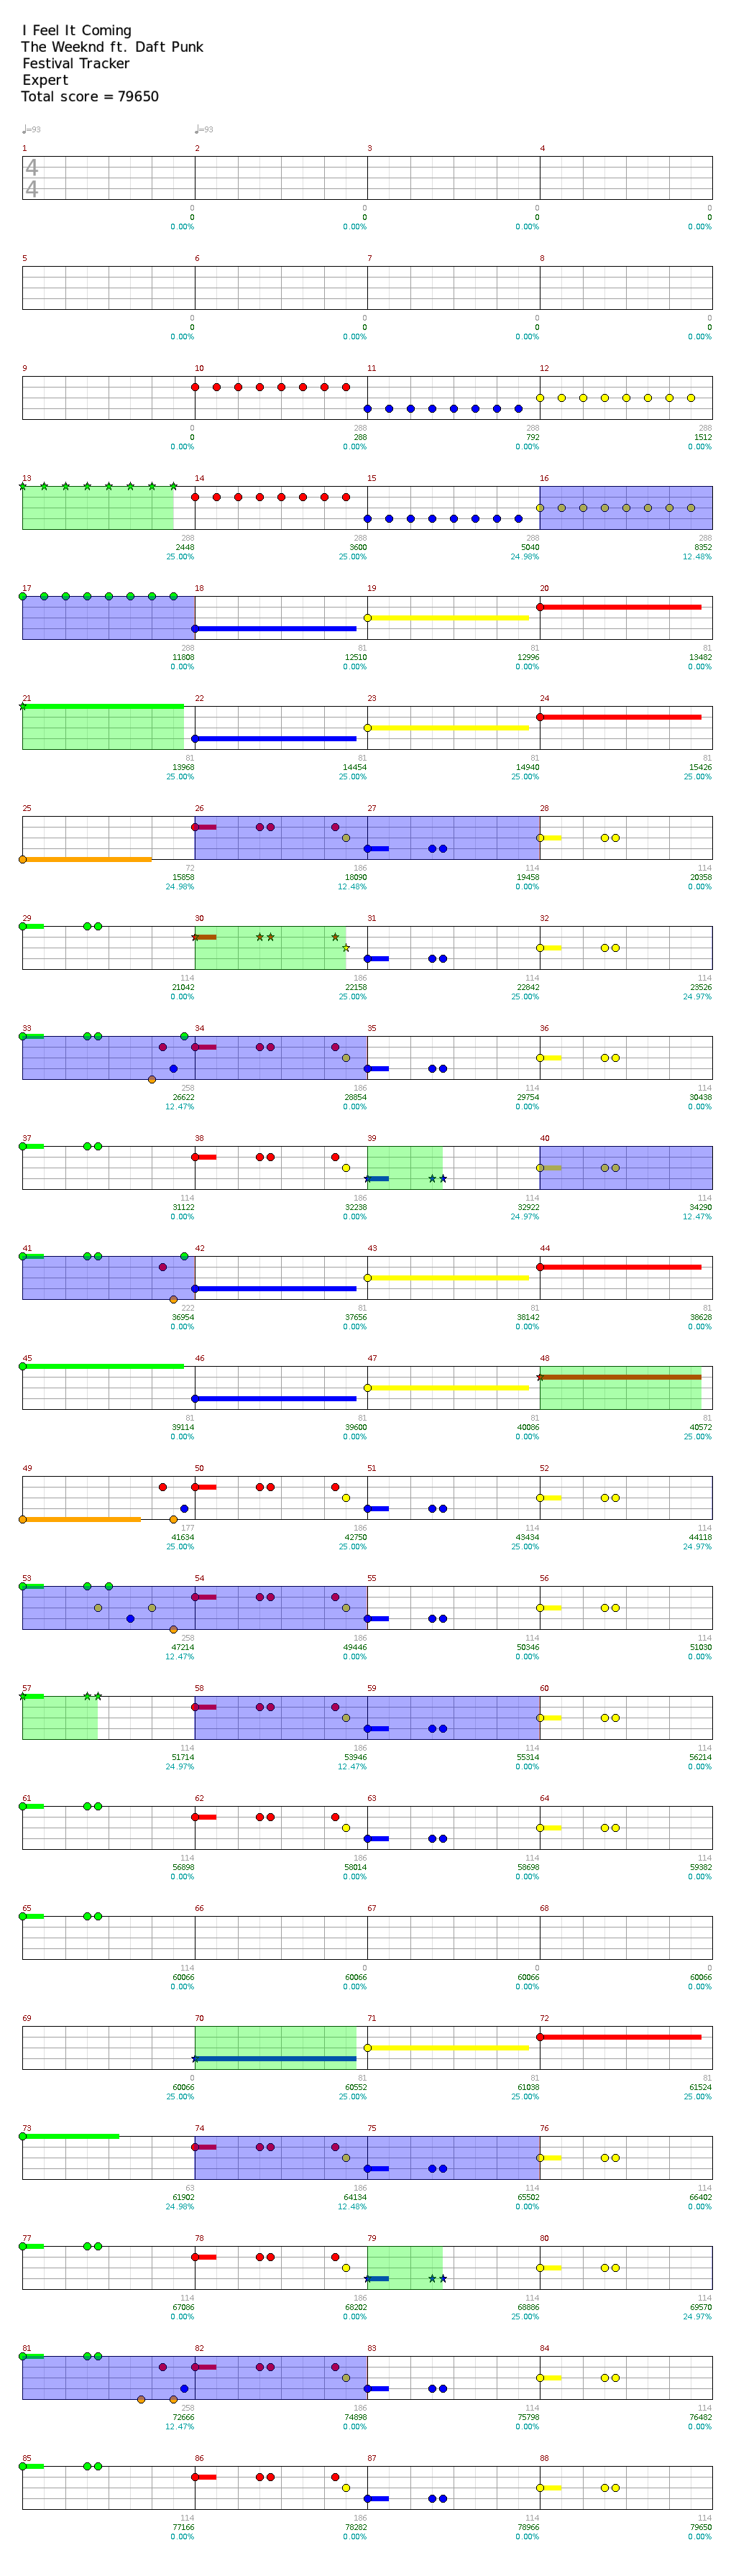 I Feel It Coming
The Weeknd ft. Daft Punk
Festival Tracker
Expert
Total score = 79650
♩=93 ♩=93
1 2 3 4
4
4
0 0 0 0
0 0 0 0
0.00% 0.00% 0.00% 0.00%
5 6 7 8
0 0 0 0
0 0 0 0
0.00% 0.00% 0.00% 0.00%
9 10 11 12
0 288 288 288
0 288 792 1512
0.00% 0.00% 0.00% 0.00%
13 14 15 16
288 288 288 288
2448 3600 5040 8352
25.00% 25.00% 24.98% 12.48%
17 18 19 20
288 81 81 81
11808 12510 12996 13482
0.00% 0.00% 0.00% 0.00%
21 22 23 24
81 81 81 81
13968 14454 14940 15426
25.00% 25.00% 25.00% 25.00%
25 26 27 28
72 186 114 114
15858 18090 19458 20358
24.98% 12.48% 0.00% 0.00%
29 30 31 32
114 186 114 114
21042 22158 22842 23526
0.00% 25.00% 25.00% 24.97%
33 34 35 36
258 186 114 114
26622 28854 29754 30438
12.47% 0.00% 0.00% 0.00%
37 38 39 40
114 186 114 114
31122 32238 32922 34290
0.00% 0.00% 24.97% 12.47%
41 42 43 44
222 81 81 81
36954 37656 38142 38628
0.00% 0.00% 0.00% 0.00%
45 46 47 48
81 81 81 81
39114 39600 40086 40572
0.00% 0.00% 0.00% 25.00%
49 50 51 52
177 186 114 114
41634 42750 43434 44118
25.00% 25.00% 25.00% 24.97%
53 54 55 56
258 186 114 114
47214 49446 50346 51030
12.47% 0.00% 0.00% 0.00%
57 58 59 60
114 186 114 114
51714 53946 55314 56214
24.97% 12.47% 0.00% 0.00%
61 62 63 64
114 186 114 114
56898 58014 58698 59382
0.00% 0.00% 0.00% 0.00%
65 66 67 68
114 0 0 0
60066 60066 60066 60066
0.00% 0.00% 0.00% 0.00%
69 70 71 72
0 81 81 81
60066 60552 61038 61524
0.00% 25.00% 25.00% 25.00%
73 74 75 76
63 186 114 114
61902 64134 65502 66402
24.98% 12.48% 0.00% 0.00%
77 78 79 80
114 186 114 114
67086 68202 68886 69570
0.00% 0.00% 25.00% 24.97%
81 82 83 84
258 186 114 114
72666 74898 75798 76482
12.47% 0.00% 0.00% 0.00%
85 86 87 88
114 186 114 114
77166 78282 78966 79650
0.00% 0.00% 0.00% 0.00%